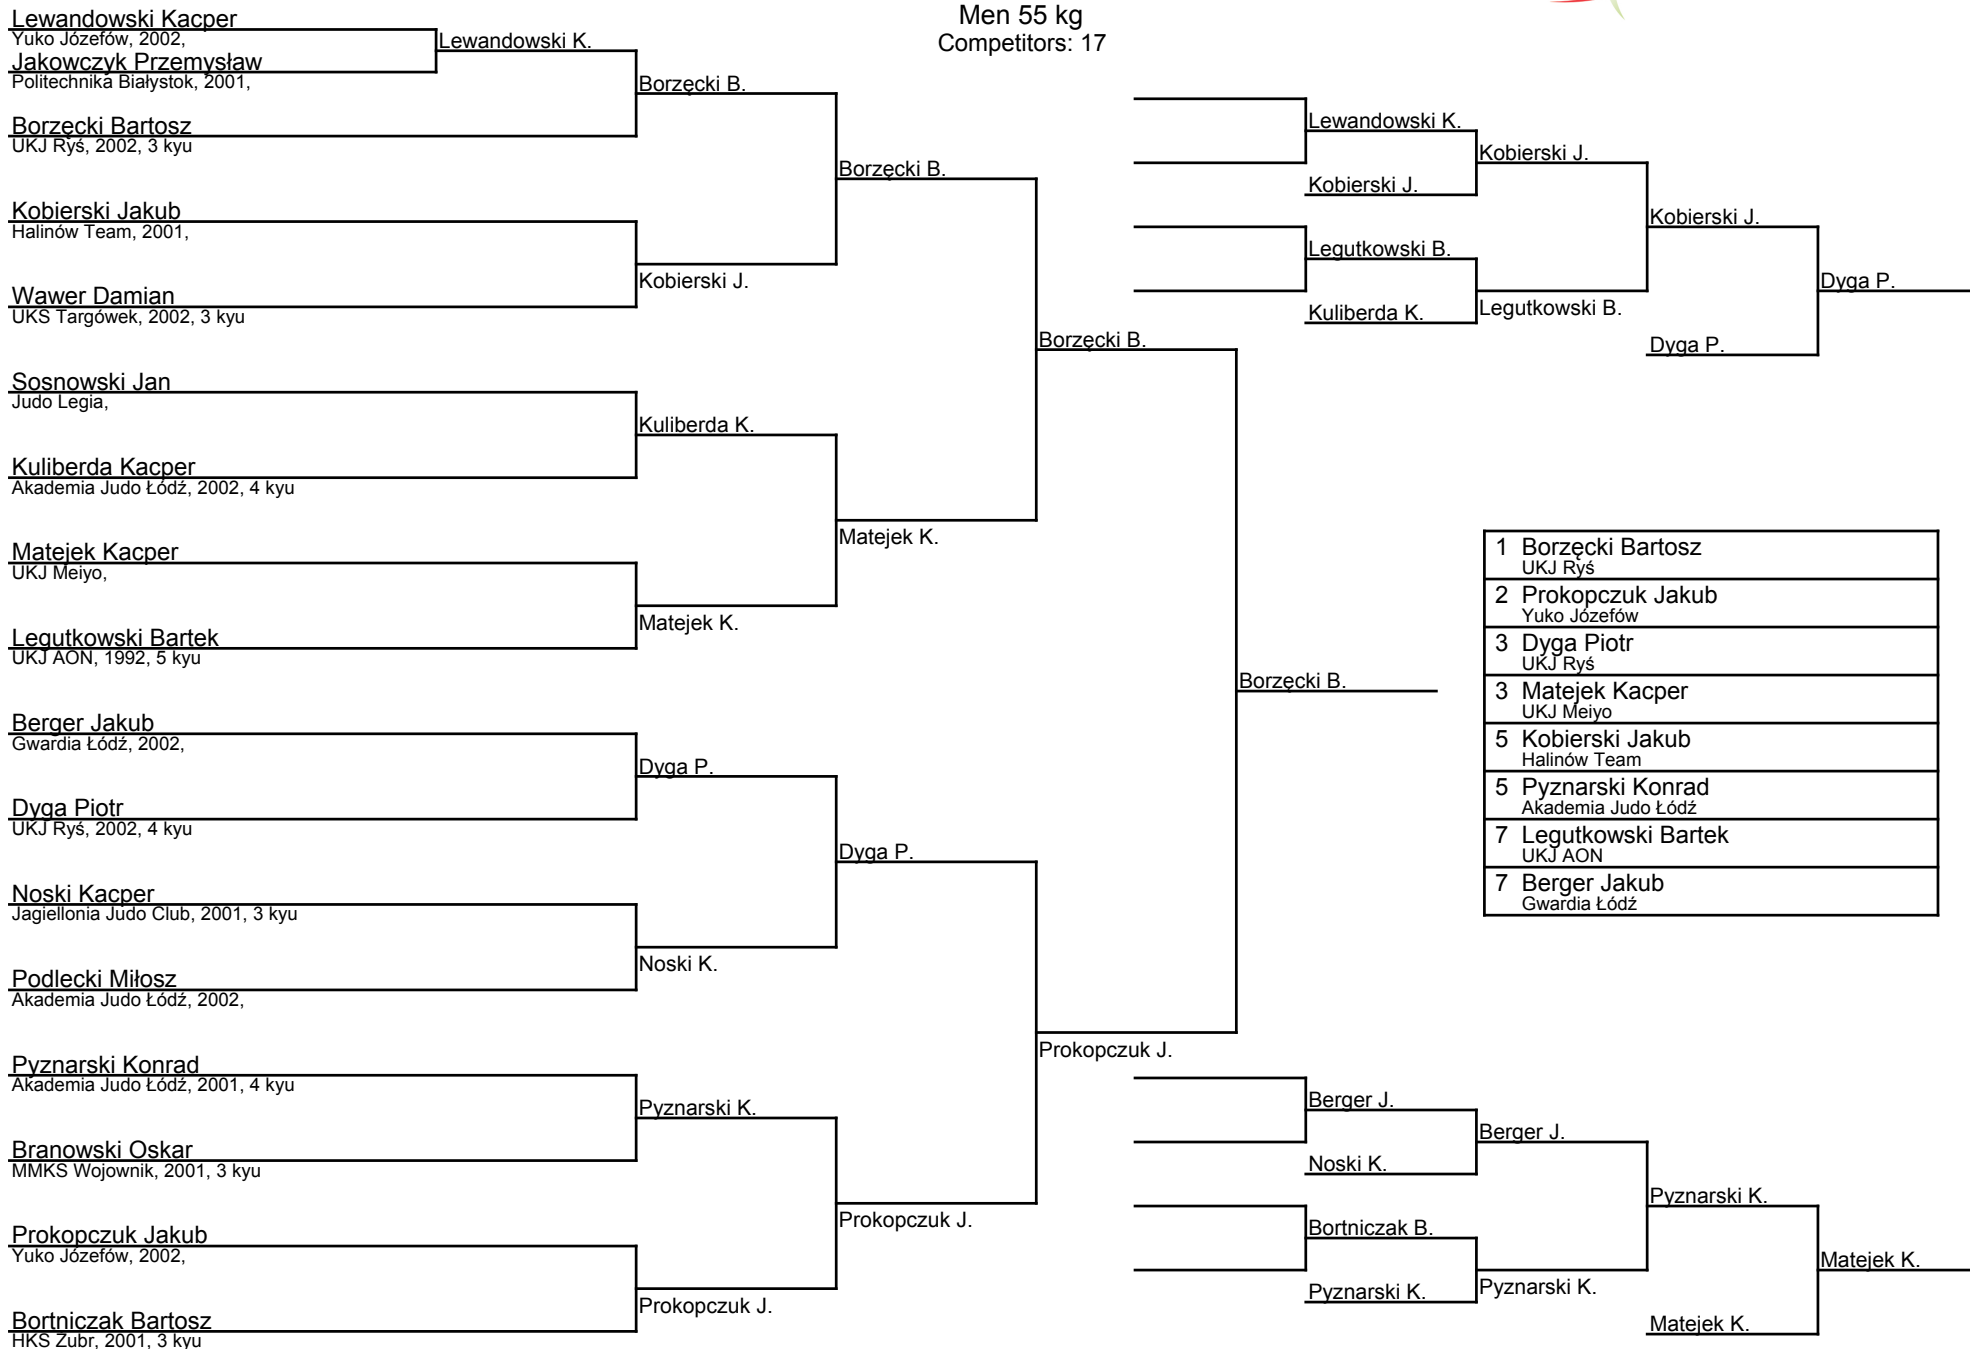 Men 55 kg
Competitors: 17
Lewandowski Kacper
Yuko Józefów, 2002,
Jakowczyk Przemysław
Politechnika Białystok, 2001,
Borzęcki Bartosz
UKJ Ryś, 2002, 3 kyu
Kobierski Jakub
Halinów Team, 2001,
Wawer Damian
UKS Targówek, 2002, 3 kyu
Sosnowski Jan
Judo Legia,
Kuliberda Kacper
Akademia Judo Łódź, 2002, 4 kyu
Matejek Kacper
UKJ Meiyo,
Legutkowski Bartek
UKJ AON, 1992, 5 kyu
Berger Jakub
Gwardia Łódź, 2002,
Dyga Piotr
UKJ Ryś, 2002, 4 kyu
Noski Kacper
Jagiellonia Judo Club, 2001, 3 kyu
Podlecki Miłosz
Akademia Judo Łódź, 2002,
Pyznarski Konrad
Akademia Judo Łódź, 2001, 4 kyu
Branowski Oskar
MMKS Wojownik, 2001, 3 kyu
Prokopczuk Jakub
Yuko Józefów, 2002,
Bortniczak Bartosz
HKS Żubr, 2001, 3 kyu
Lewandowski K.
Borzęcki B.
Kobierski J.
Kuliberda K.
Matejek K.
Dyga P.
Noski K.
Pyznarski K.
Prokopczuk J.
Borzęcki B.
Matejek K.
Dyga P.
Prokopczuk J.
Borzęcki B.
Prokopczuk J.
Borzęcki B.
Lewandowski K.
Kobierski J.
Legutkowski B.
Kuliberda K.
Kobierski J.
Legutkowski B.
Kobierski J.
Dyga P.
Dyga P.
1 Borzęcki Bartosz
UKJ Ryś
2 Prokopczuk Jakub
Yuko Józefów
3 Dyga Piotr
UKJ Ryś
3 Matejek Kacper
UKJ Meiyo
5 Kobierski Jakub
Halinów Team
5 Pyznarski Konrad
Akademia Judo Łódź
7 Legutkowski Bartek
UKJ AON
7 Berger Jakub
Gwardia Łódź
Berger J.
Noski K.
Bortniczak B.
Pyznarski K.
Berger J.
Pyznarski K.
Pyznarski K.
Matejek K.
Matejek K.